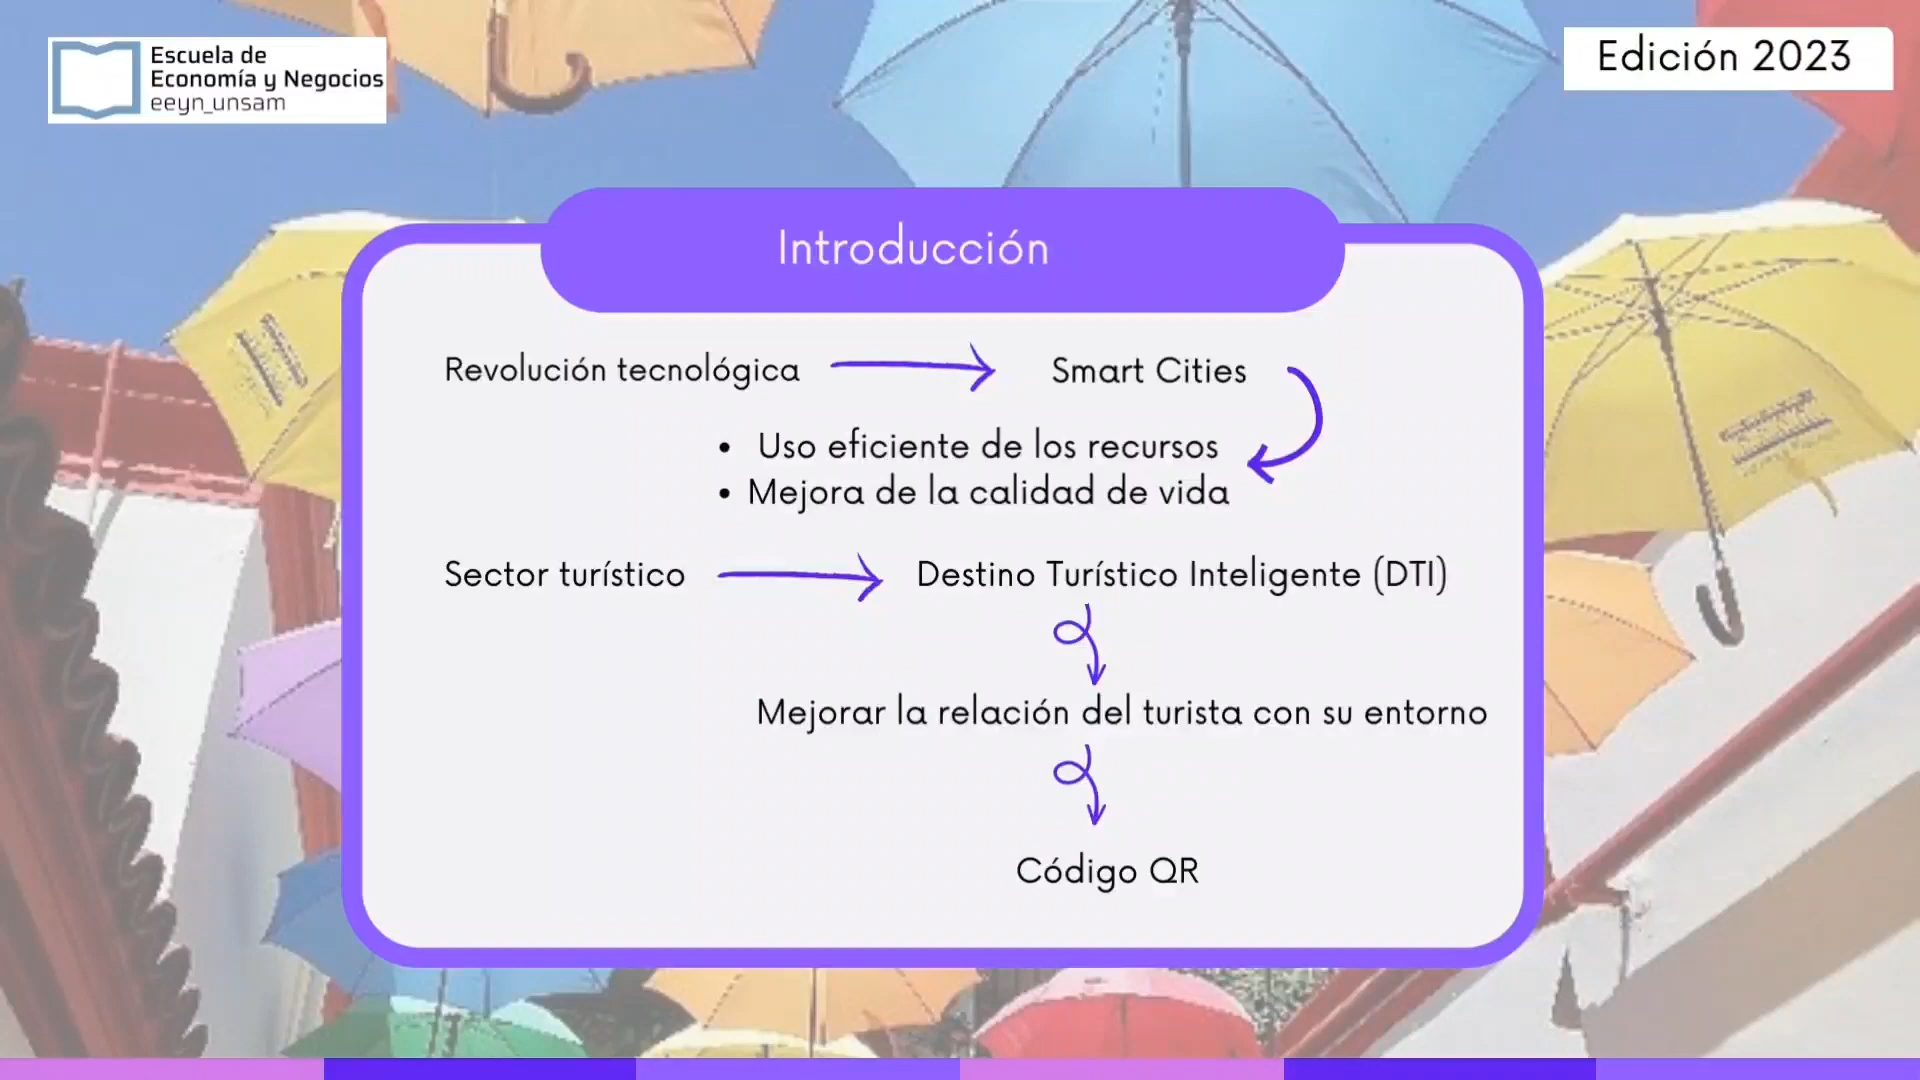 Escuela de
Economía y Negocios
eeyn_unsam
Edición 2023
Introducción
Revolución tecnológica
Smart Cities
• Uso eficiente de los recursos
• Mejora de la calidad de vida
Sector turístico
Destino Turístico Inteligente (DTI)
Mejorar la relación del turista con su entorno
Código QR